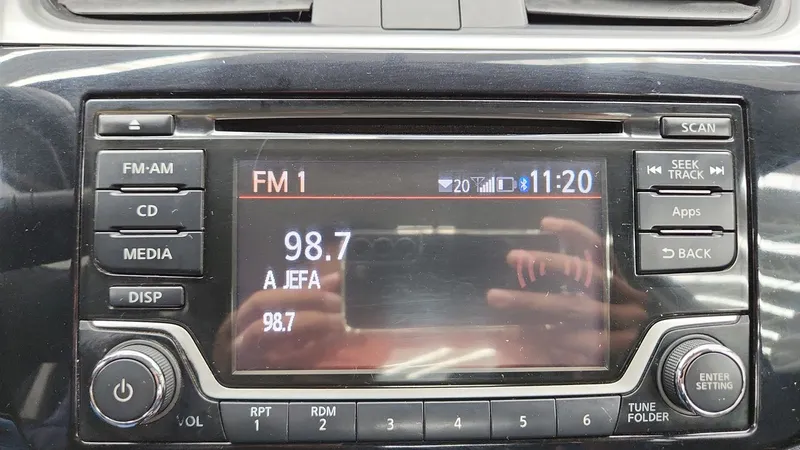 SCAN
FM·AM
CD
MEDIA
DISP
FM 1
20
11:20
98.7
A JEFA
98.7
SEEK
TRACK
Apps
BACK
VOL
RPT
1
RDM
2
3
4
5
6
TUNE
FOLDER
ENTER
SETTING